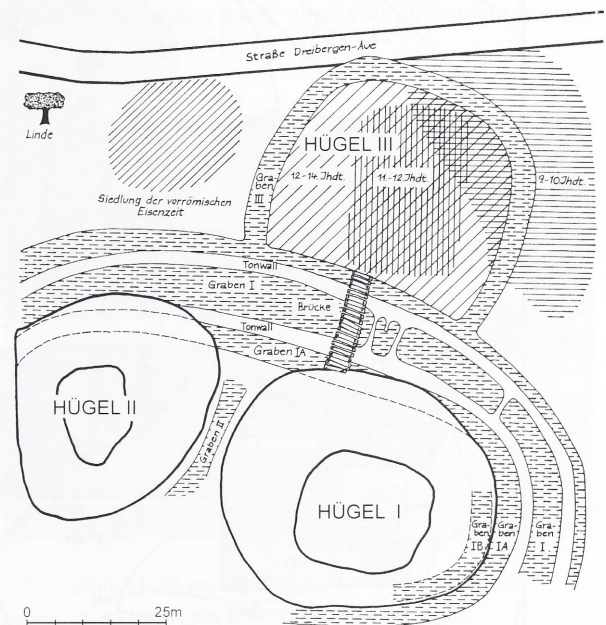 Straße Dreibergen-Aue
Linde
Siedlung der vorrömischen
Eisenzeit
HÜGEL III
Gra-
ben
III
12-14. Jhdt.
11.-12. Jhdt.
9-10. Jhdt.
Tonwall
Graben I
Brücke
Tonwall
Graben IA
HÜGEL II
Graben II
HÜGEL I
Gra-
ben
IB
Gra-
ben
IA
Gra-
ben
I
0 25m